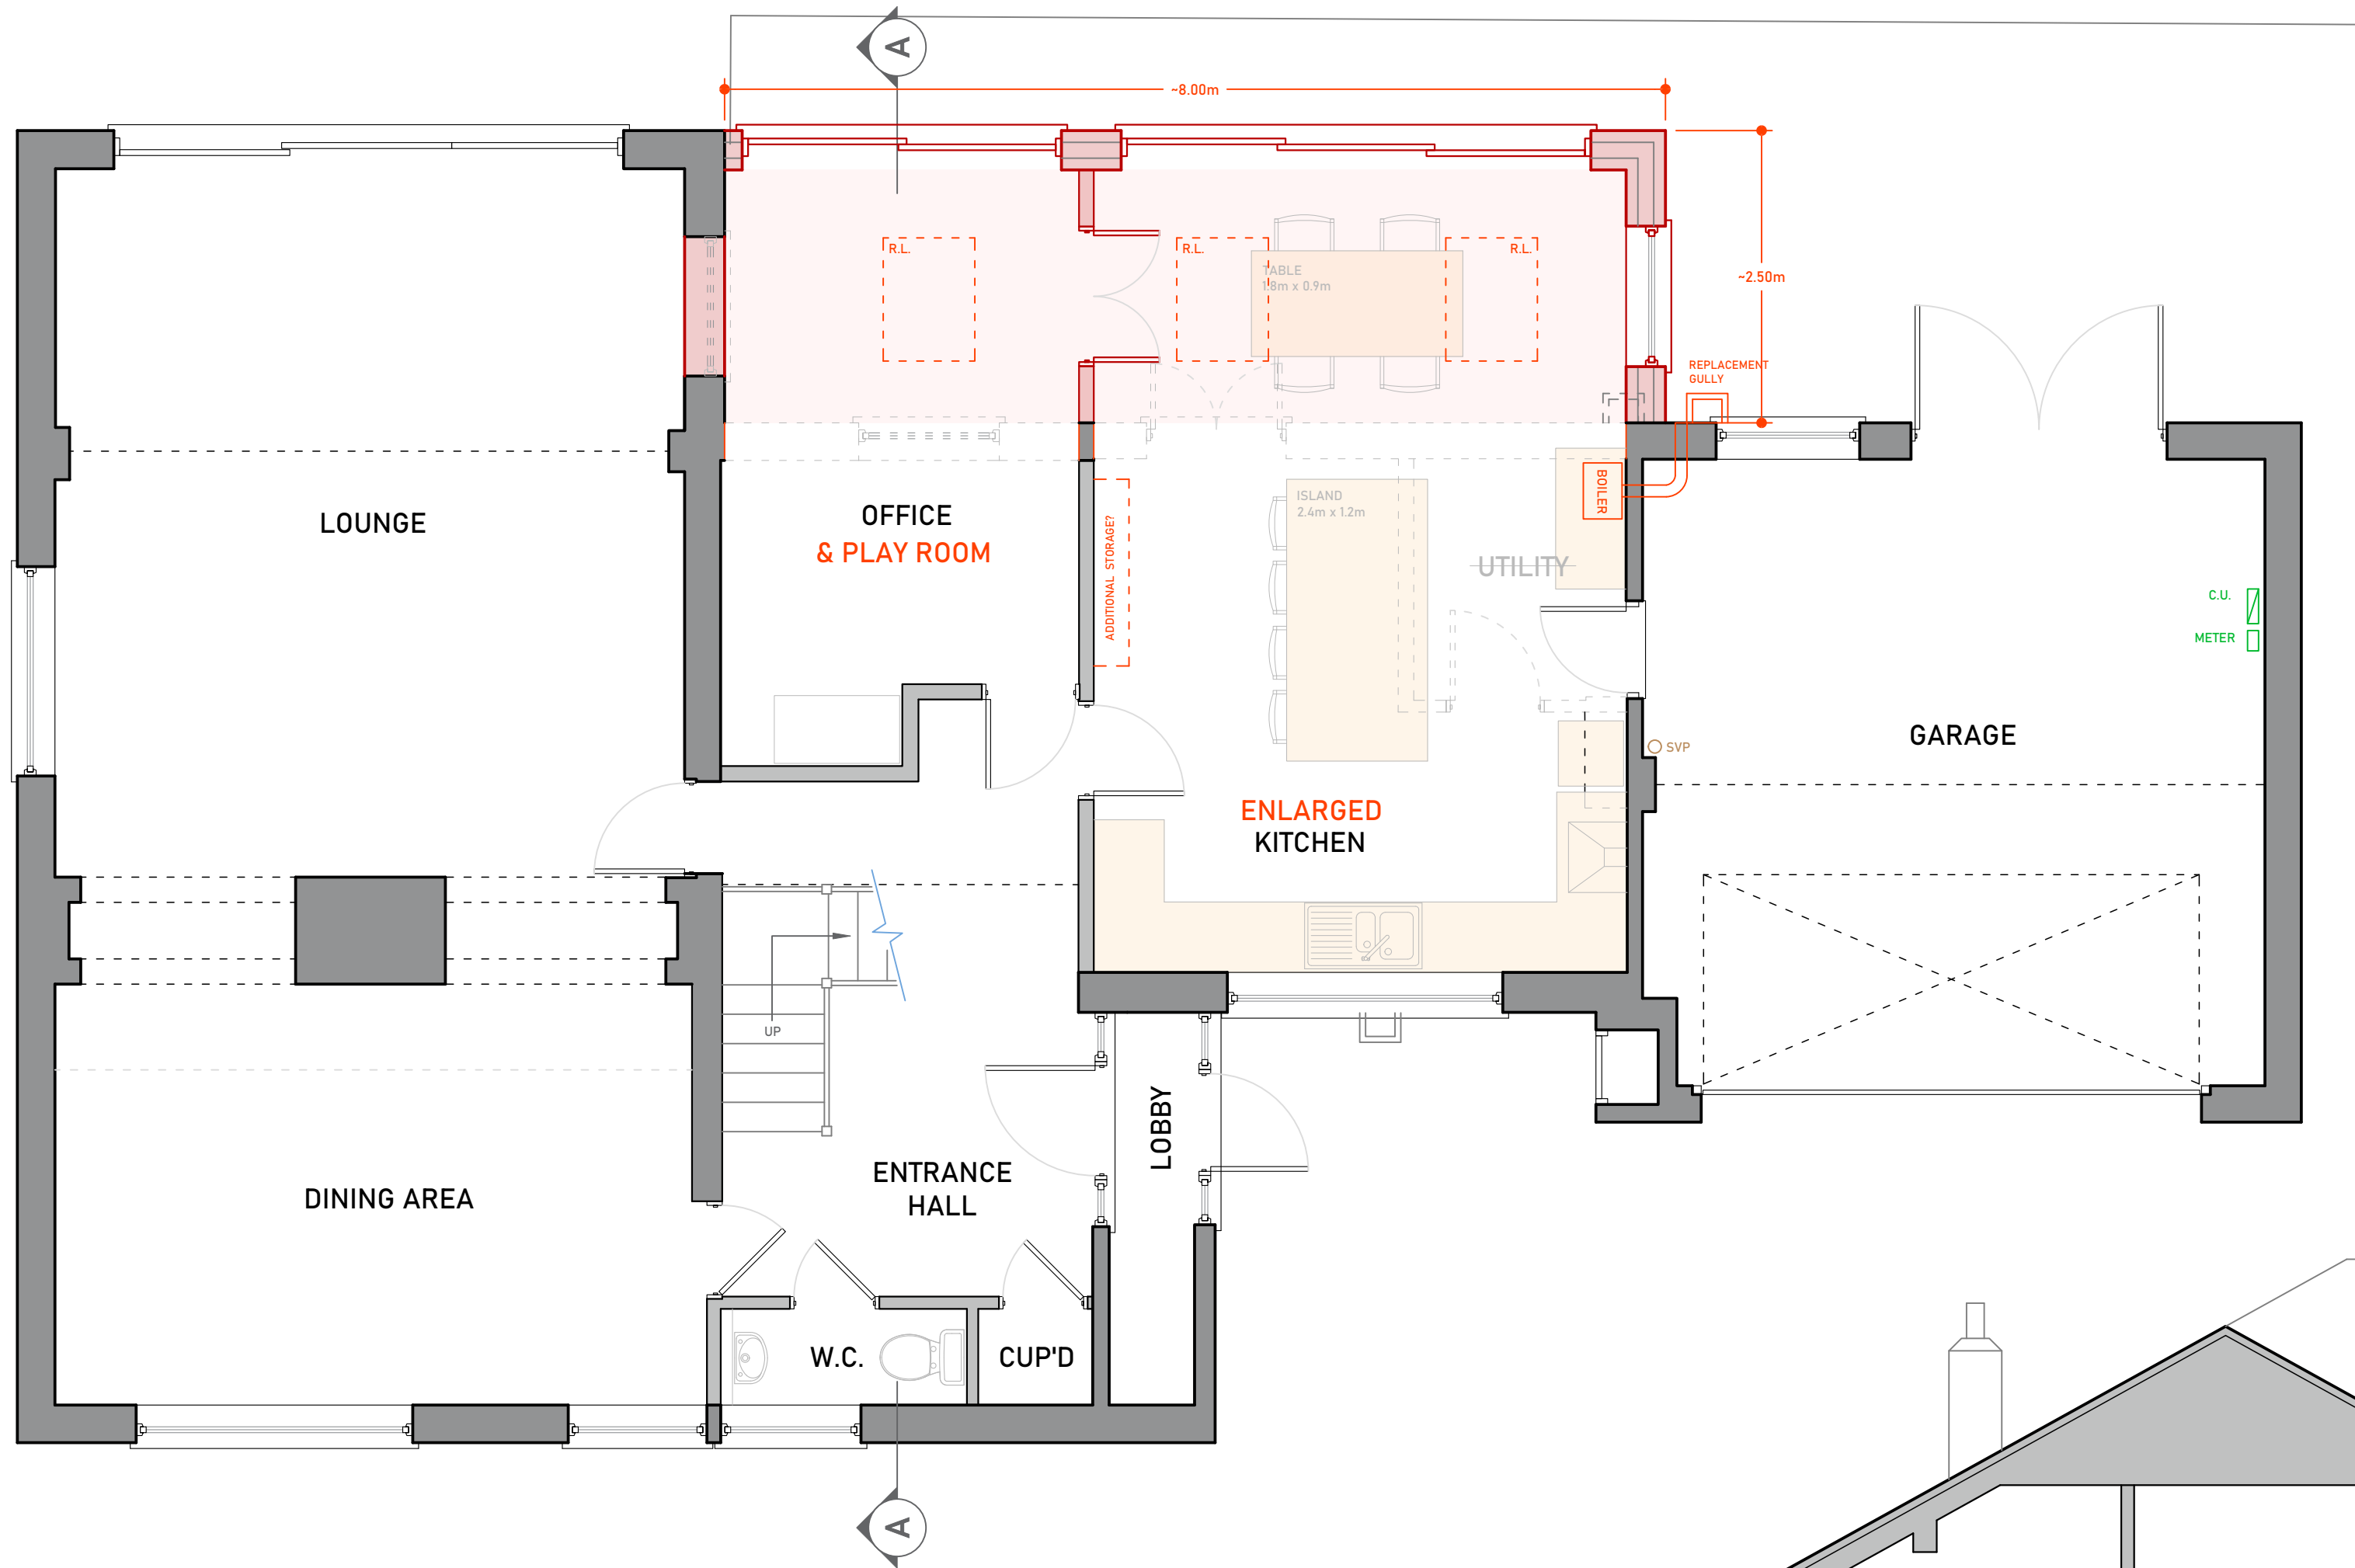 A
~8.00m
R.L.
R.L.
R.L.
TABLE
1.8m x 0.9m
~2.50m
REPLACEMENT
GULLY
BOILER
ISLAND
2.4m x 1.2m
LOUNGE
OFFICE
& PLAY ROOM
ADDITIONAL STORAGE?
UTILITY
C.U.
METER
GARAGE
SVP
ENLARGED
KITCHEN
UP
LOBBY
ENTRANCE
HALL
DINING AREA
W.C.
CUP'D
A